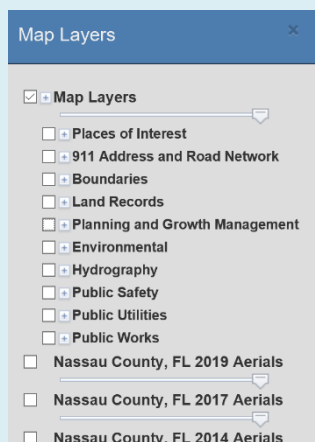 Map Layers
Map Layers
Places of Interest
911 Address and Road Network
Boundaries
Land Records
Planning and Growth Management
Environmental
Hydrography
Public Safety
Public Utilities
Public Works
Nassau County, FL 2019 Aerials
Nassau County, FL 2017 Aerials
Nassau County, FL 2014 Aerials